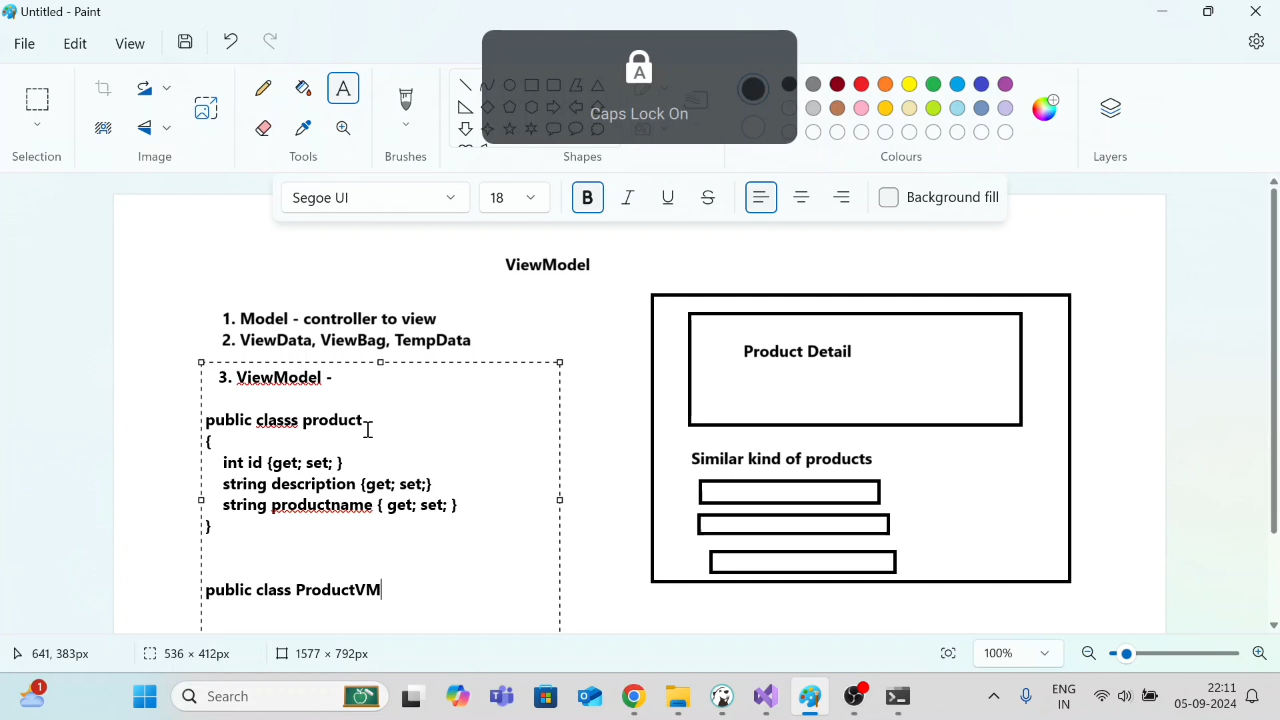 Untitled - Paint
File
Edit
View
Caps Lock On
Selection
Image
Tools
Brushes
Shapes
Colours
Layers
Segoe UI
18
Background fill
ViewModel
1. Model - controller to view
2. ViewData, ViewBag, TempData
3. ViewModel -
public classs product
{
int id {get; set; }
string description {get; set;}
string productname { get; set; }
}
public class ProductVM
Product Detail
Similar kind of products
641, 383px
536 × 412px
1577 × 792px
100%
1
Search
ENG
IN
22:11
05-09-2024